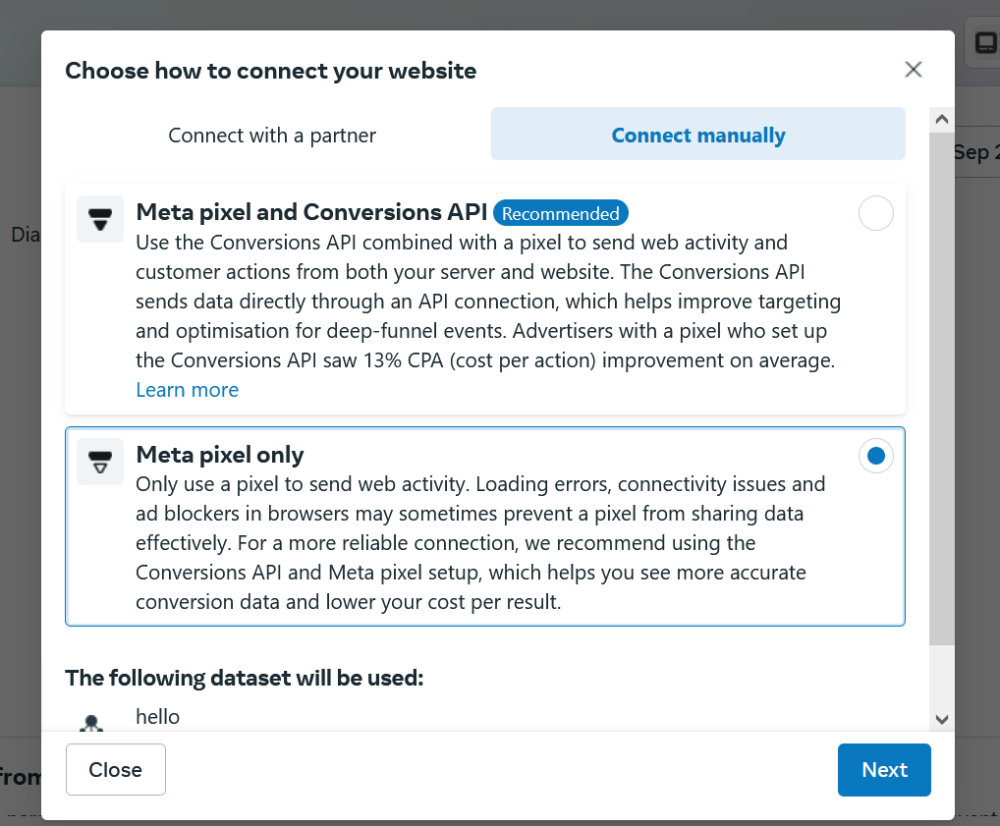 Choose how to connect your website
Connect with a partner
Connect manually
Sep 2
Dia
Meta pixel and Conversions API Recommended
Use the Conversions API combined with a pixel to send web activity and
customer actions from both your server and website. The Conversions API
sends data directly through an API connection, which helps improve targeting
and optimisation for deep-funnel events. Advertisers with a pixel who set up
the Conversions API saw 13% CPA (cost per action) improvement on average.
Learn more
Meta pixel only
Only use a pixel to send web activity. Loading errors, connectivity issues and
ad blockers in browsers may sometimes prevent a pixel from sharing data
effectively. For a more reliable connection, we recommend using the
Conversions API and Meta pixel setup, which helps you see more accurate
conversion data and lower your cost per result.
The following dataset will be used:
hello
Close
Next
from